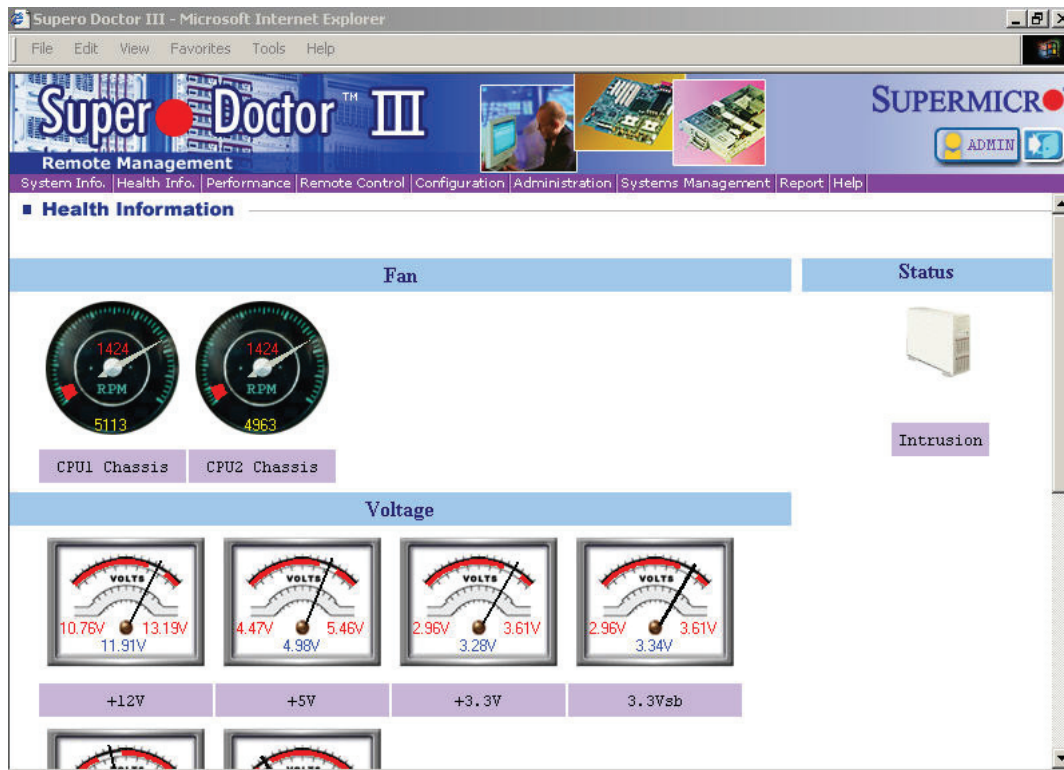 Supero Doctor III - Microsoft Internet Explorer
File Edit View Favorites Tools Help
Super Doctor™ III
SUPERMICR
Remote Management
ADMIN
System Info. Health Info. Performance Remote Control Configuration Administration Systems Management Report Help
Health Information
Fan
Status
1424
RPM
5113
1424
RPM
4963
CPU1 Chassis
CPU2 Chassis
Intrusion
Voltage
VOLTS
10.76V 13.19V
11.91V
VOLTS
4.47V 5.46V
4.98V
VOLTS
2.96V 3.61V
3.28V
VOLTS
2.96V 3.61V
3.34V
+12V
+5V
+3.3V
3.3Vsb